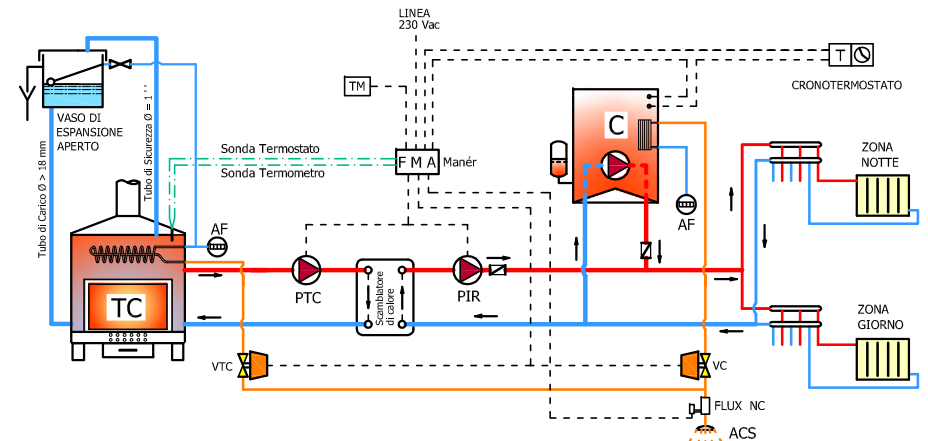 LINEA
230 Vac
T
CRONOTERMOSTATO
TM
VASO DI
ESPANSIONE
APERTO
Tubo di Carico Ø > 18 mm
Tubo di Sicurezza Ø = 1 ' '
Sonda Termostato
Sonda Termometro
F M A
Manér
C
AF
AF
ZONA
NOTTE
TC
PTC
Scambiatore
di calore
PIR
ZONA
GIORNO
VTC
VC
FLUX NC
ACS